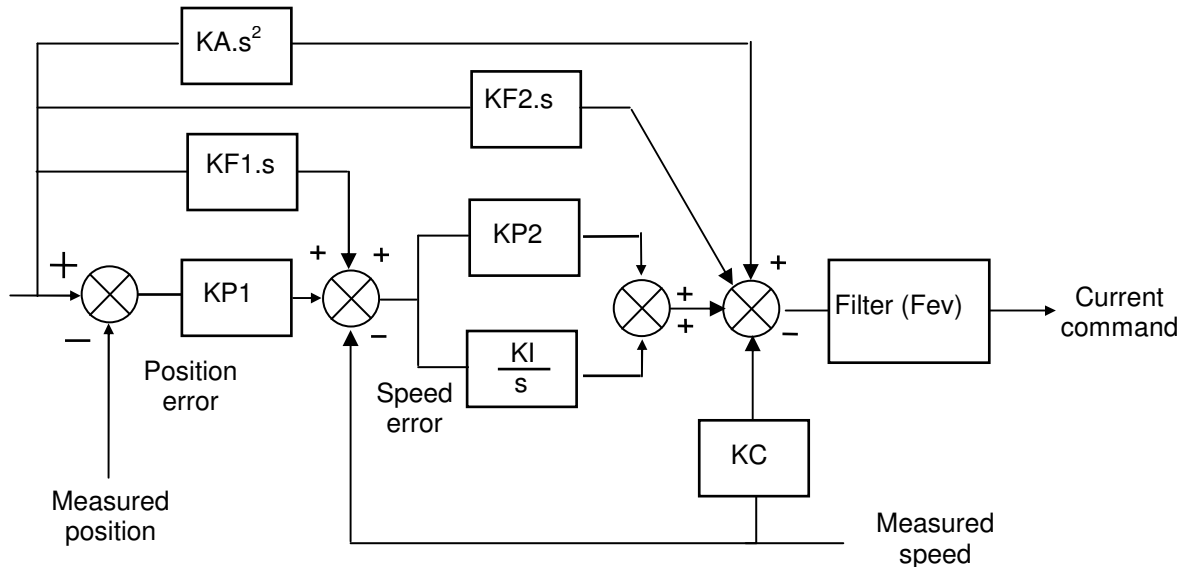 KA.s²
KF2.s
KF1.s
+
+
+
KP2
+
KP1
+
+
Filter (Fev)
Current
command
−
−
+
−
Position
error
Speed
error
KI
s
KC
Measured
position
Measured
speed